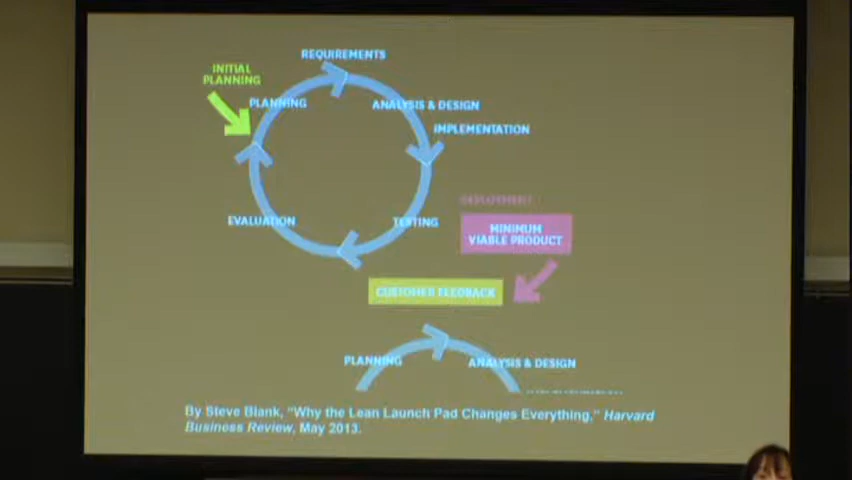 REQUIREMENTS
INITIAL
PLANNING
PLANNING
ANALYSIS & DESIGN
IMPLEMENTATION
EVALUATION
TESTING
DEPLOYMENT
MINIMUM
VIABLE PRODUCT
CUSTOMER FEEDBACK
PLANNING
ANALYSIS & DESIGN
By Steve Blank, "Why the Lean Launch Pad Changes Everything," Harvard
Business Review, May 2013.